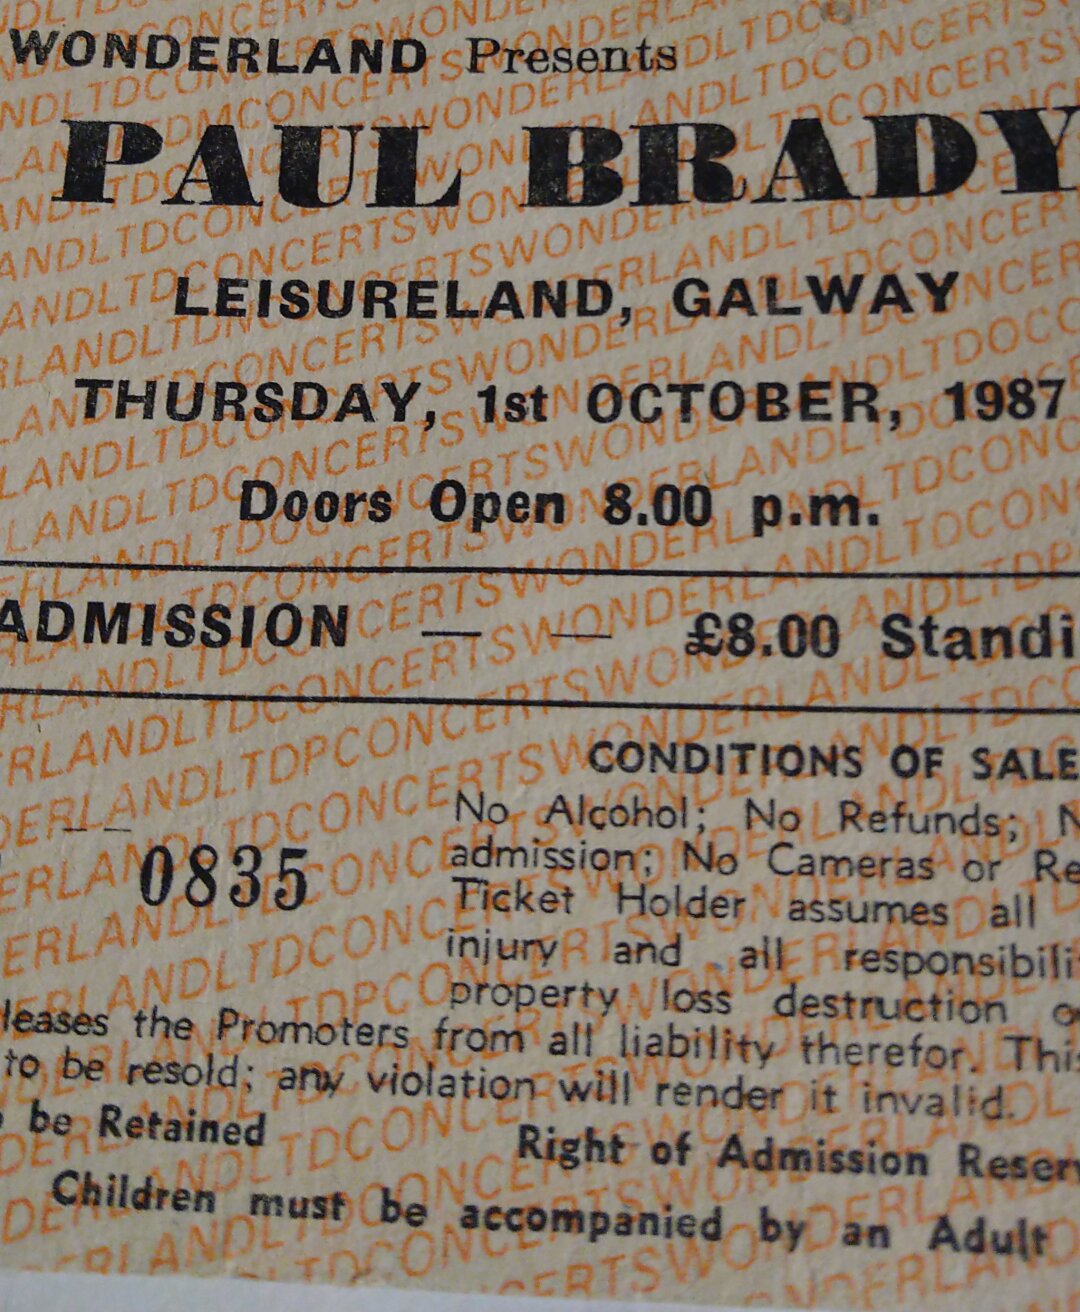 WONDERLAND Presents
PAUL BRADY
LEISURELAND, GALWAY
THURSDAY, 1st OCTOBER, 1987
Doors Open 8.00 p.m.
ADMISSION — — £8.00 Standi
CONDITIONS OF SALE
No Alcohol; No Refunds; N
0835
admission; No Cameras or Re
Ticket Holder assumes all
injury and all responsibili
property loss destruction o
leases the Promoters from all liability therefor. This
to be resold; any violation will render it invalid.
be Retained
Right of Admission Reserv
Children must be accompanied by an Adult